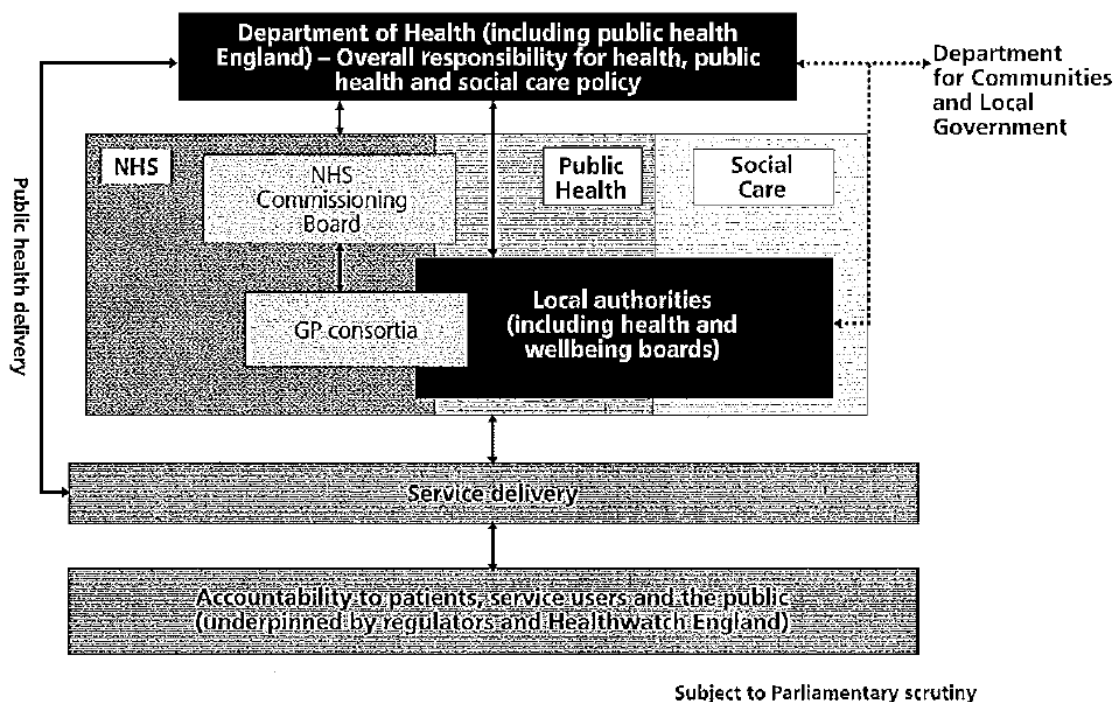 Department of Health (including public health
England) – Overall responsibility for health, public
health and social care policy
Department
for Communities
and Local
Government
NHS
NHS
Commissioning
Board
Public
Health
Social
Care
Public health delivery
GP consortia
Local authorities
(including health and
wellbeing boards)
Service delivery
Accountability to patients, service users and the public
(underpinned by regulators and HealthWatch England)
Subject to Parliamentary scrutiny